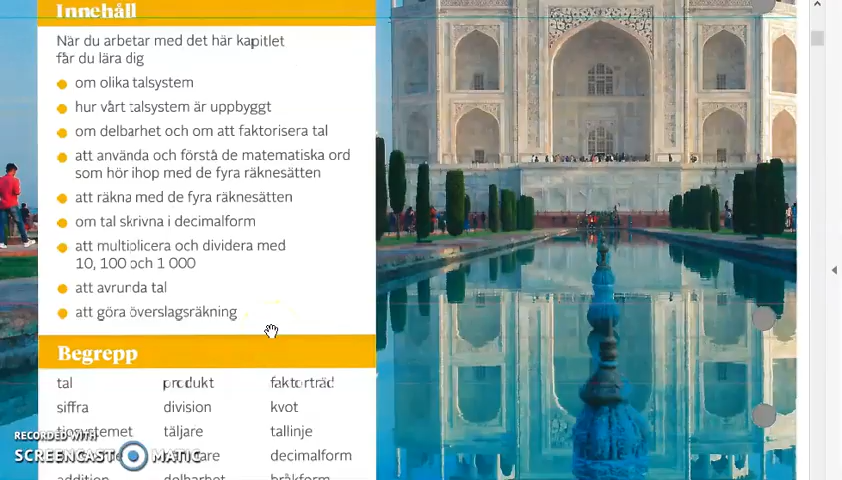 Innehåll
När du arbetar med det här kapitlet
får du lära dig
om olika talsystem
hur vårt talsystem är uppbyggt
om delbarhet och om att faktorisera tal
att använda och förstå de matematiska ord
som hör ihop med de fyra räknesätten
att räkna med de fyra räknesätten
om tal skrivna i decimalform
att multiplicera och dividera med
10, 100 och 1 000
att avrunda tal
att göra överslagsräkning
Begrepp
tal produkt faktorträd
siffra division kvot
tiosystemet täljare tallinje
decimalform
addition delbarhet bråkform
RECORDED WITH
SCREENCAST MATIC